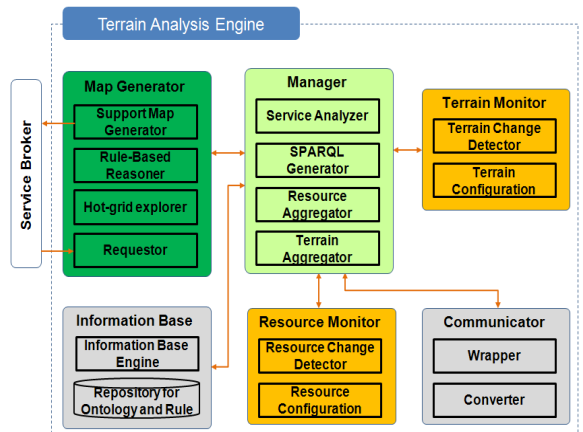 Terrain Analysis Engine
Service Broker
Map Generator
Support Map
Generator
Rule-Based
Reasoner
Hot-grid explorer
Requestor
Manager
Service Analyzer
SPARQL
Generator
Resource
Aggregator
Terrain
Aggregator
Terrain Monitor
Terrain Change
Detector
Terrain
Configuration
Information Base
Information Base
Engine
Repository for
Ontology and Rule
Resource Monitor
Resource Change
Detector
Resource
Configuration
Communicator
Wrapper
Converter